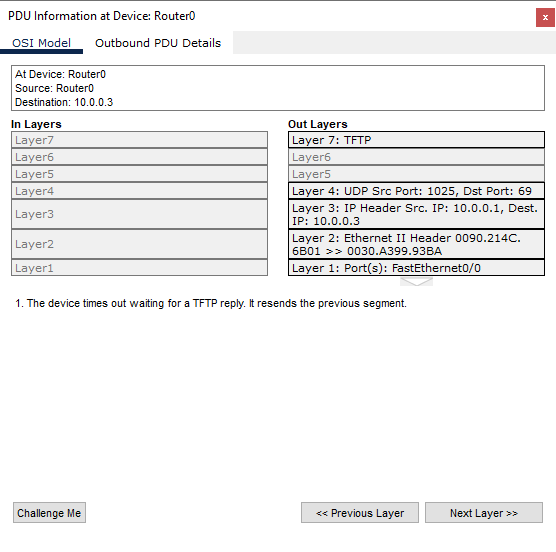 PDU Information at Device: Router0
x
OSI Model Outbound PDU Details
At Device: Router0
Source: Router0
Destination: 10.0.0.3
In Layers
Layer7
Layer6
Layer5
Layer4
Layer3
Layer2
Layer1
Out Layers
Layer 7: TFTP
Layer6
Layer5
Layer 4: UDP Src Port: 1025, Dst Port: 69
Layer 3: IP Header Src. IP: 10.0.0.1, Dest.
IP: 10.0.0.3
Layer 2: Ethernet II Header 0090.214C.
6B01 >> 0030.A399.93BA
Layer 1: Port(s): FastEthernet0/0
1. The device times out waiting for a TFTP reply. It resends the previous segment.
Challenge Me
<< Previous Layer
Next Layer >>